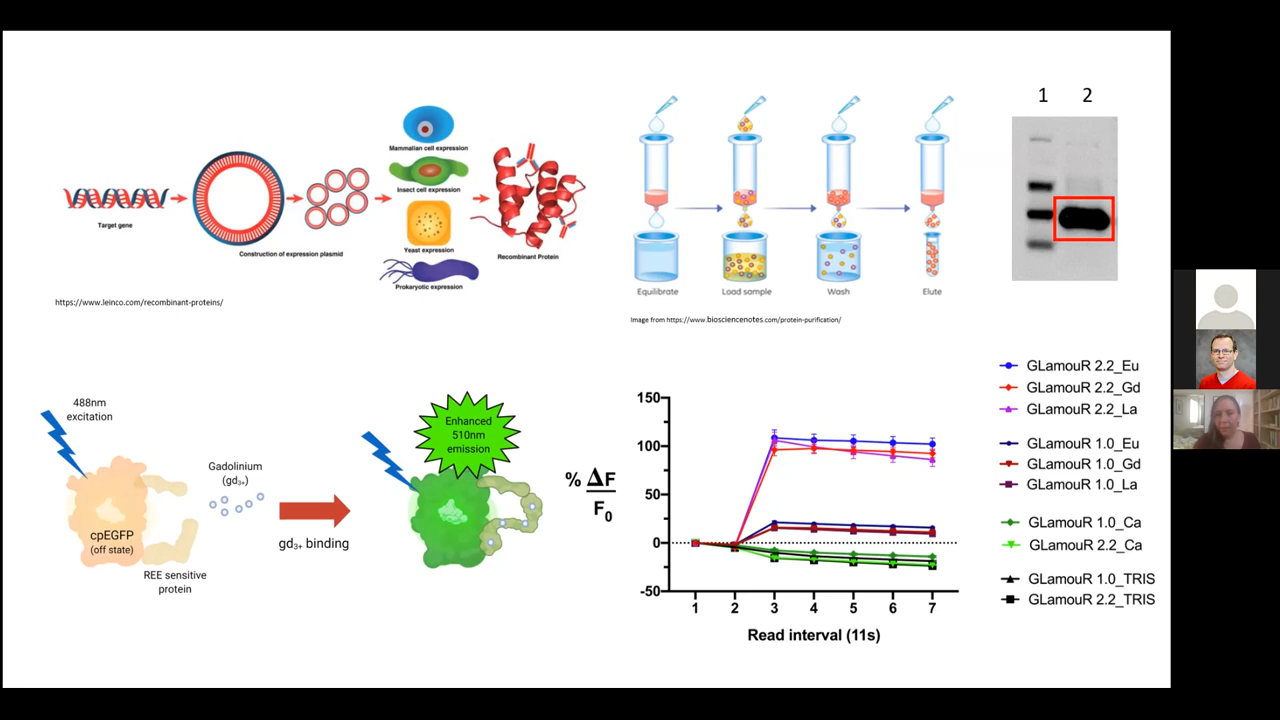 Target gene
Construction of expression plasmid
Mammalian cell expression
Insect cell expression
Yeast expression
Prokaryotic expression
Recombinant Protein
https://www.leinco.com/recombinant-proteins/
Equilibrate
Load sample
Wash
Elute
Image from https://www.biosciencenotes.com/protein-purification/
1 2
488nm
excitation
cpEGFP
(off state)
REE sensitive
protein
Gadolinium
(gd₃₊)
gd₃₊ binding
Enhanced
510nm
emission
% ΔF
F₀
150
100
50
0
-50
1 2 3 4 5 6 7
Read interval (11s)
GLamouR 2.2_Eu
GLamouR 2.2_Gd
GLamouR 2.2_La
GLamouR 1.0_Eu
GLamouR 1.0_Gd
GLamouR 1.0_La
GLamouR 1.0_Ca
GLamouR 2.2_Ca
GLamouR 1.0_TRIS
GLamouR 2.2_TRIS